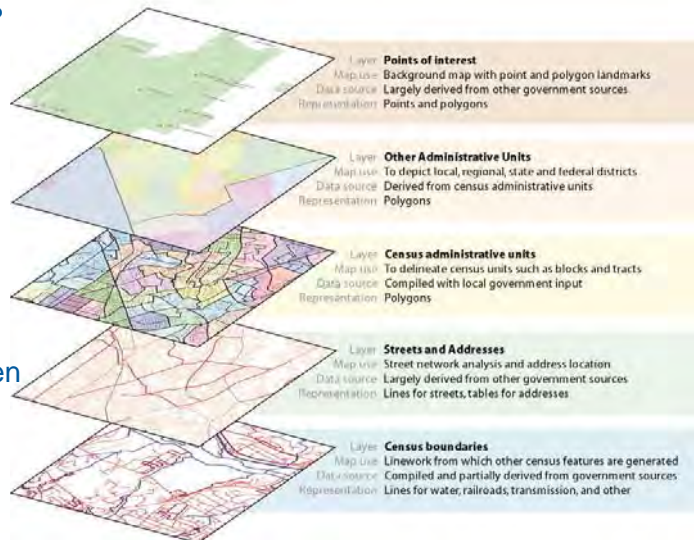 Layer Points of interest
Map use Background map with point and polygon landmarks
Data source Largely derived from other government sources
Representation Points and polygons
Layer Other Administrative Units
Map use To depict local, regional, state and federal districts
Data source Derived from census administrative units
Representation Polygons
Layer Census administrative units
Map use To delineate census units such as blocks and tracts
Data source Compiled with local government input
Representation Polygons
en
Layer Streets and Addresses
Map use Street network analysis and address location
Data source Largely derived from other government sources
Representation Lines for streets, tables for addresses
Layer Census boundaries
Map use Linework from which other census features are generated
Data source Compiled and partially derived from government sources
Representation Lines for water, railroads, transmission, and other